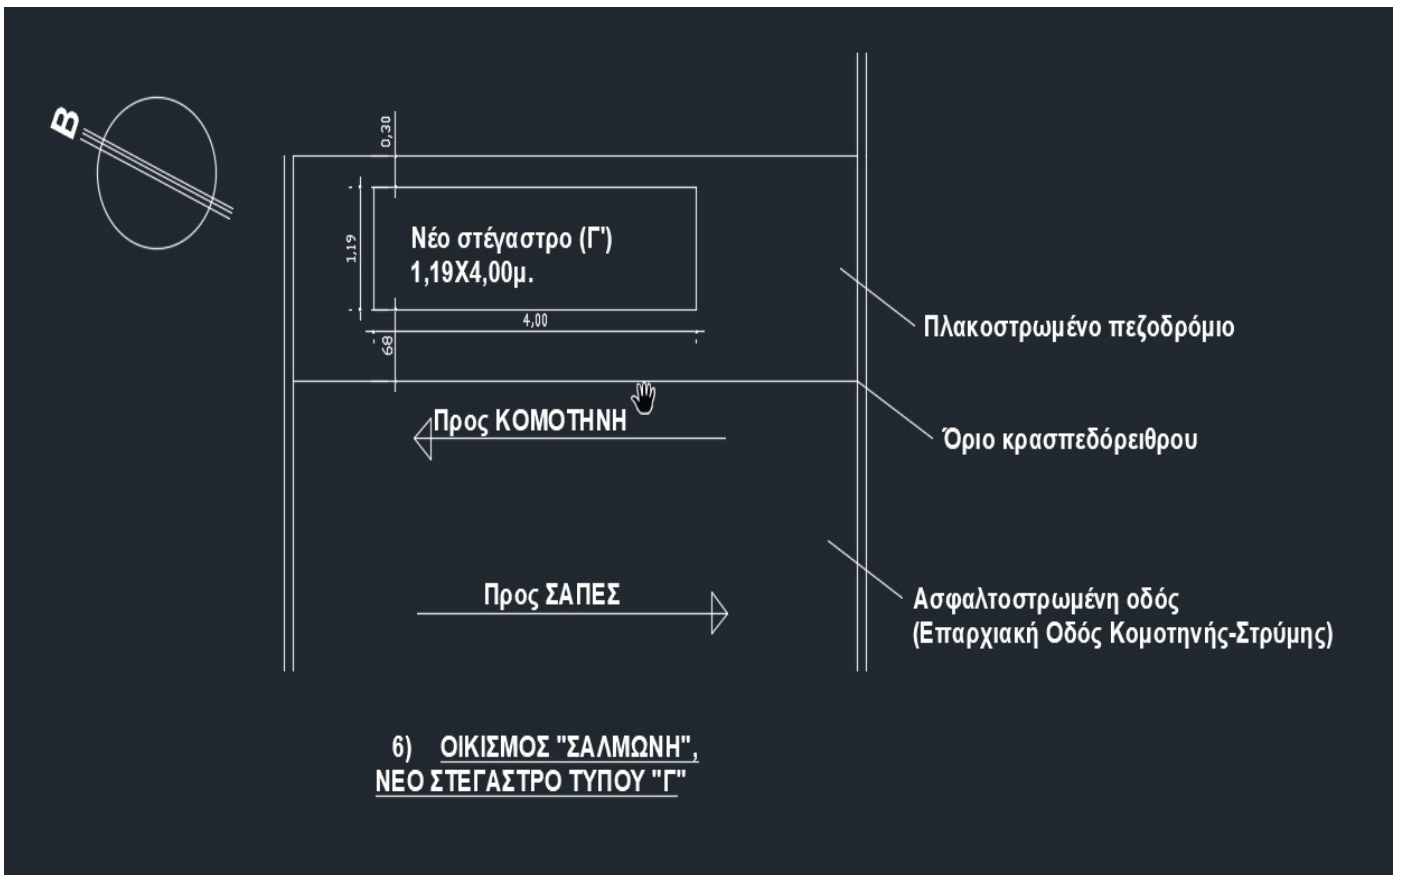 B
0,30
1,19
Νέο στέγαστρο (Γ')
1,19Χ4,00μ.
4,00
68
Πλακοστρωμένο πεζοδρόμιο
Προς ΚΟΜΟΤΗΝΗ
Όριο κρασπεδόρειθρου
Προς ΣΑΠΕΣ
Ασφαλτοστρωμένη οδός
(Επαρχιακή Οδός Κομοτηνής-Στρύμης)
6) ΟΙΚΙΣΜΟΣ "ΣΑΛΜΩΝΗ",
ΝΕΟ ΣΤΕΓΑΣΤΡΟ ΤΥΠΟΥ "Γ"